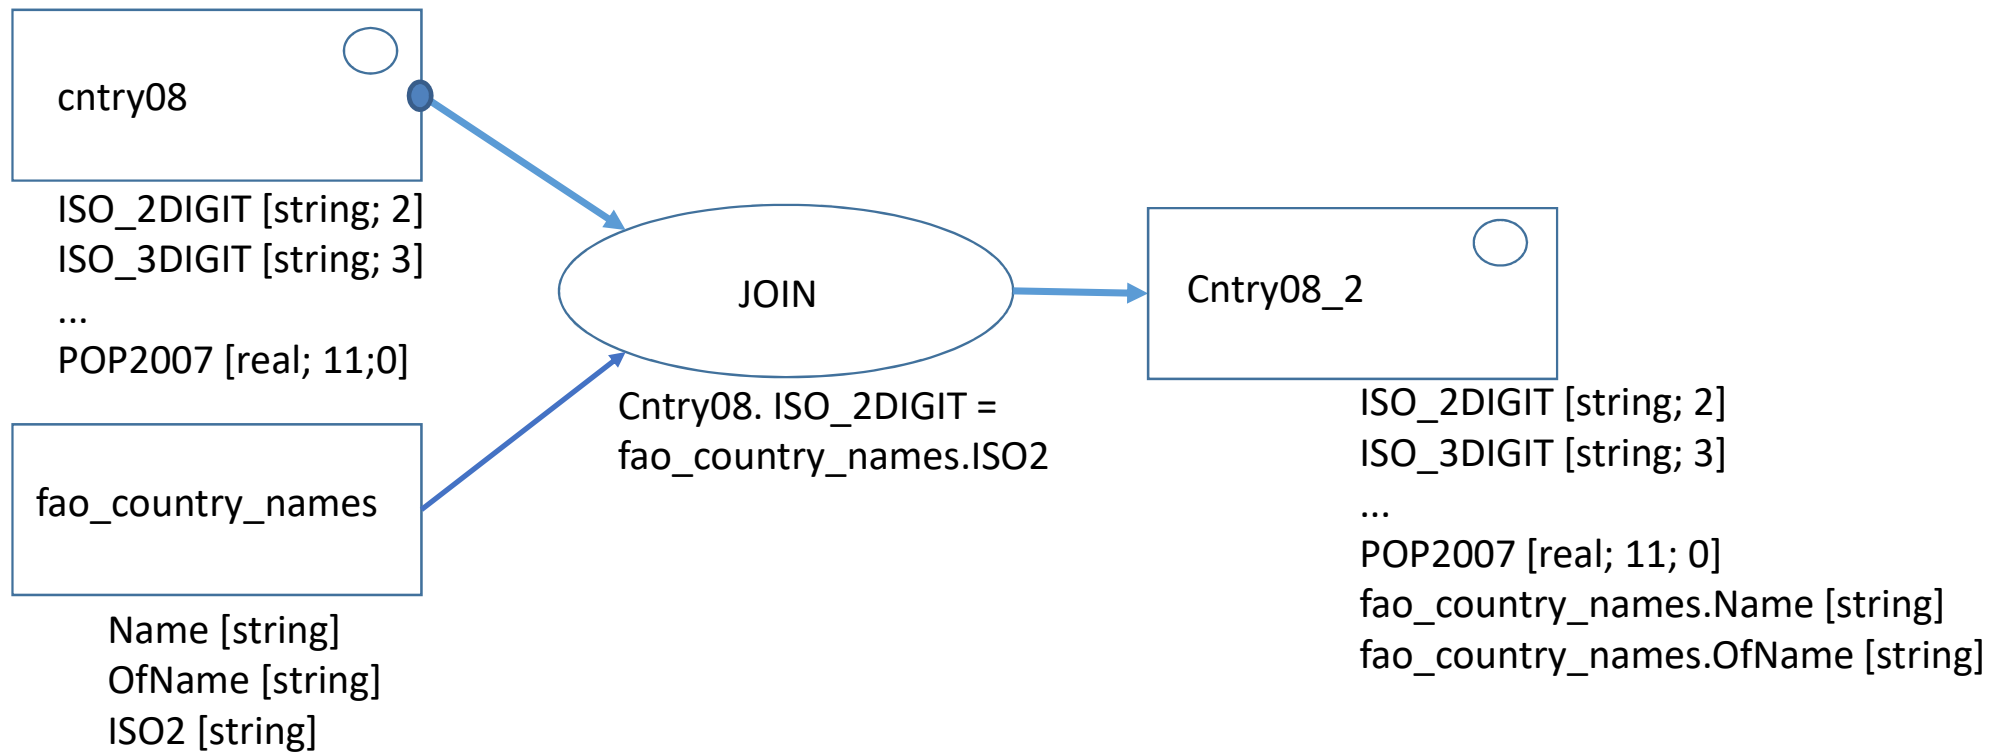 cntry08
ISO_2DIGIT [string; 2]
ISO_3DIGIT [string; 3]
...
POP2007 [real; 11;0]
fao_country_names
Name [string]
OfName [string]
ISO2 [string]
JOIN
Cntry08. ISO_2DIGIT =
fao_country_names.ISO2
Cntry08_2
ISO_2DIGIT [string; 2]
ISO_3DIGIT [string; 3]
...
POP2007 [real; 11; 0]
fao_country_names.Name [string]
fao_country_names.OfName [string]